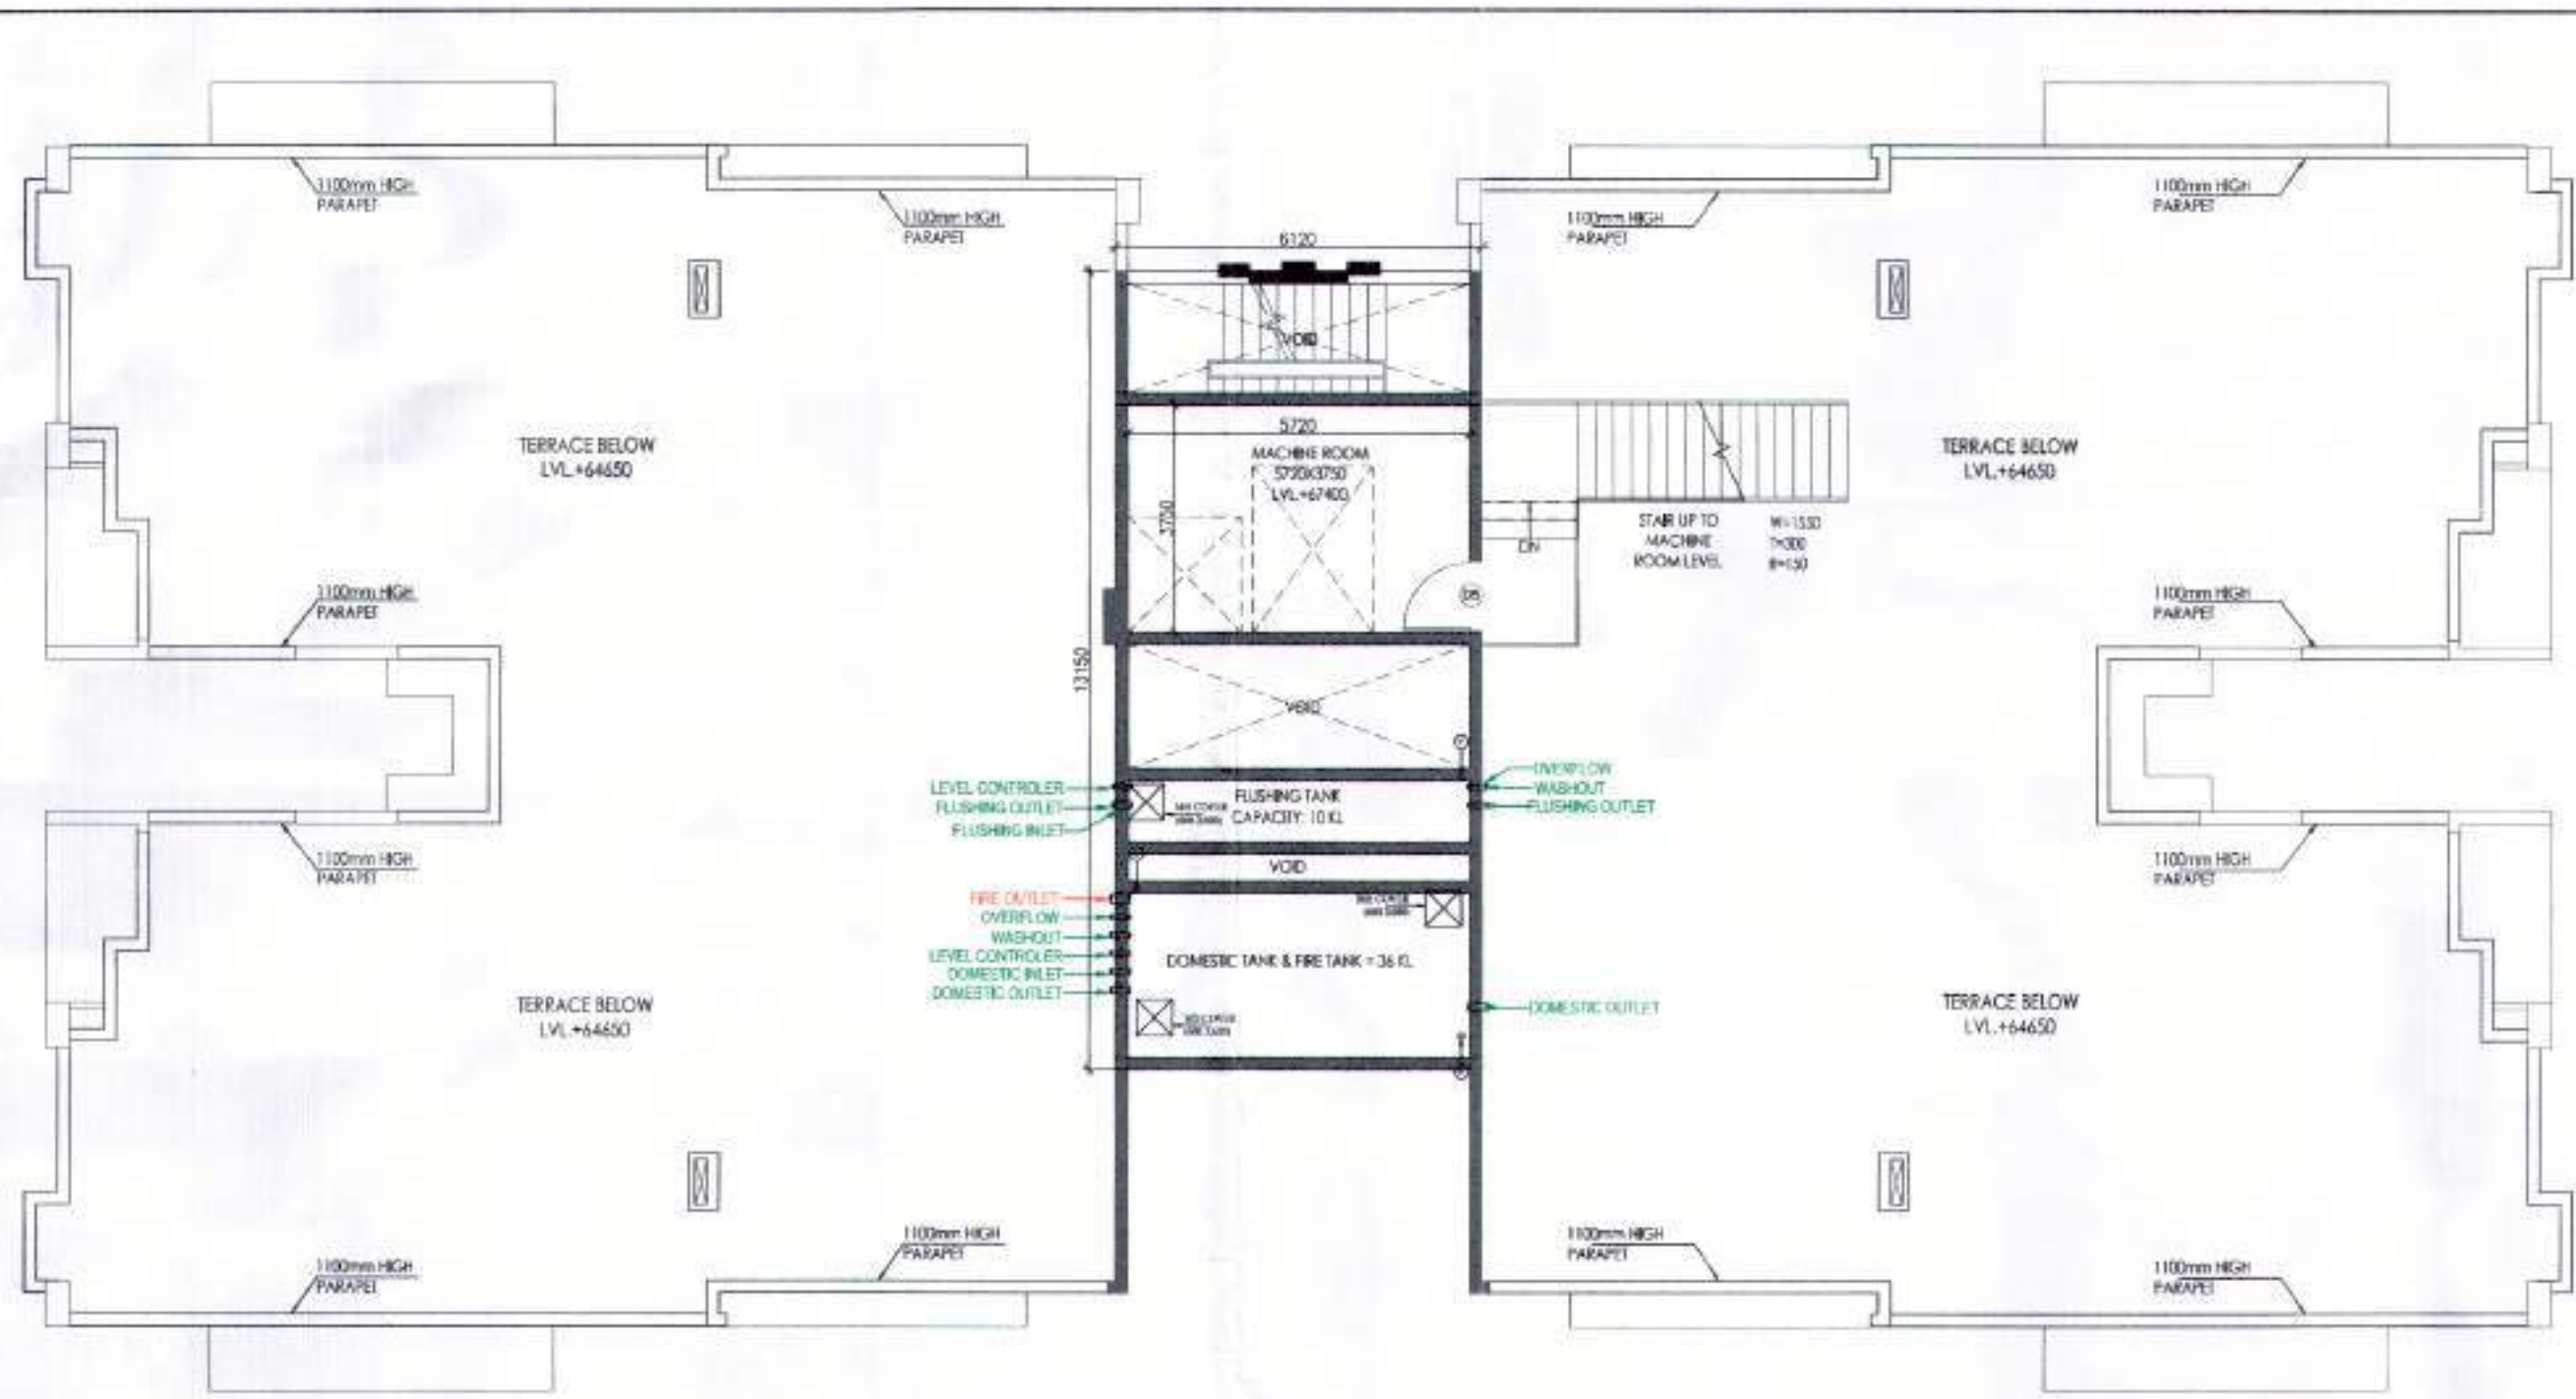 1100mm HIGH
PARAPET
1100mm HIGH
PARAPET
1100mm HIGH
PARAPET
1100mm HIGH
PARAPET
6120
VOID
TERRACE BELOW
LVL.+64650
5720
MACHINE ROOM
5720X3750
LVL.+67400
3750
TERRACE BELOW
LVL.+64650
STAIR UP TO
MACHINE
ROOM LEVEL
W=1550
T=300
R=150
DN
1100mm HIGH
PARAPET
1100mm HIGH
PARAPET
13150
VOID
LEVEL CONTROLER
FLUSHING OUTLET
FLUSHING INLET
FLUSHING TANK
CAPACITY: 10 KL
OVERFLOW
WASHOUT
FLUSHING OUTLET
1100mm HIGH
PARAPET
VOID
1100mm HIGH
PARAPET
FIRE OUTLET
OVERFLOW
WASHOUT
LEVEL CONTROLER
DOMESTIC INLET
DOMESTIC OUTLET
DOMESTIC TANK & FIRE TANK = 36 KL
DOMESTIC OUTLET
TERRACE BELOW
LVL.+64650
TERRACE BELOW
LVL.+64650
1100mm HIGH
PARAPET
1100mm HIGH
PARAPET
1100mm HIGH
PARAPET
1100mm HIGH
PARAPET